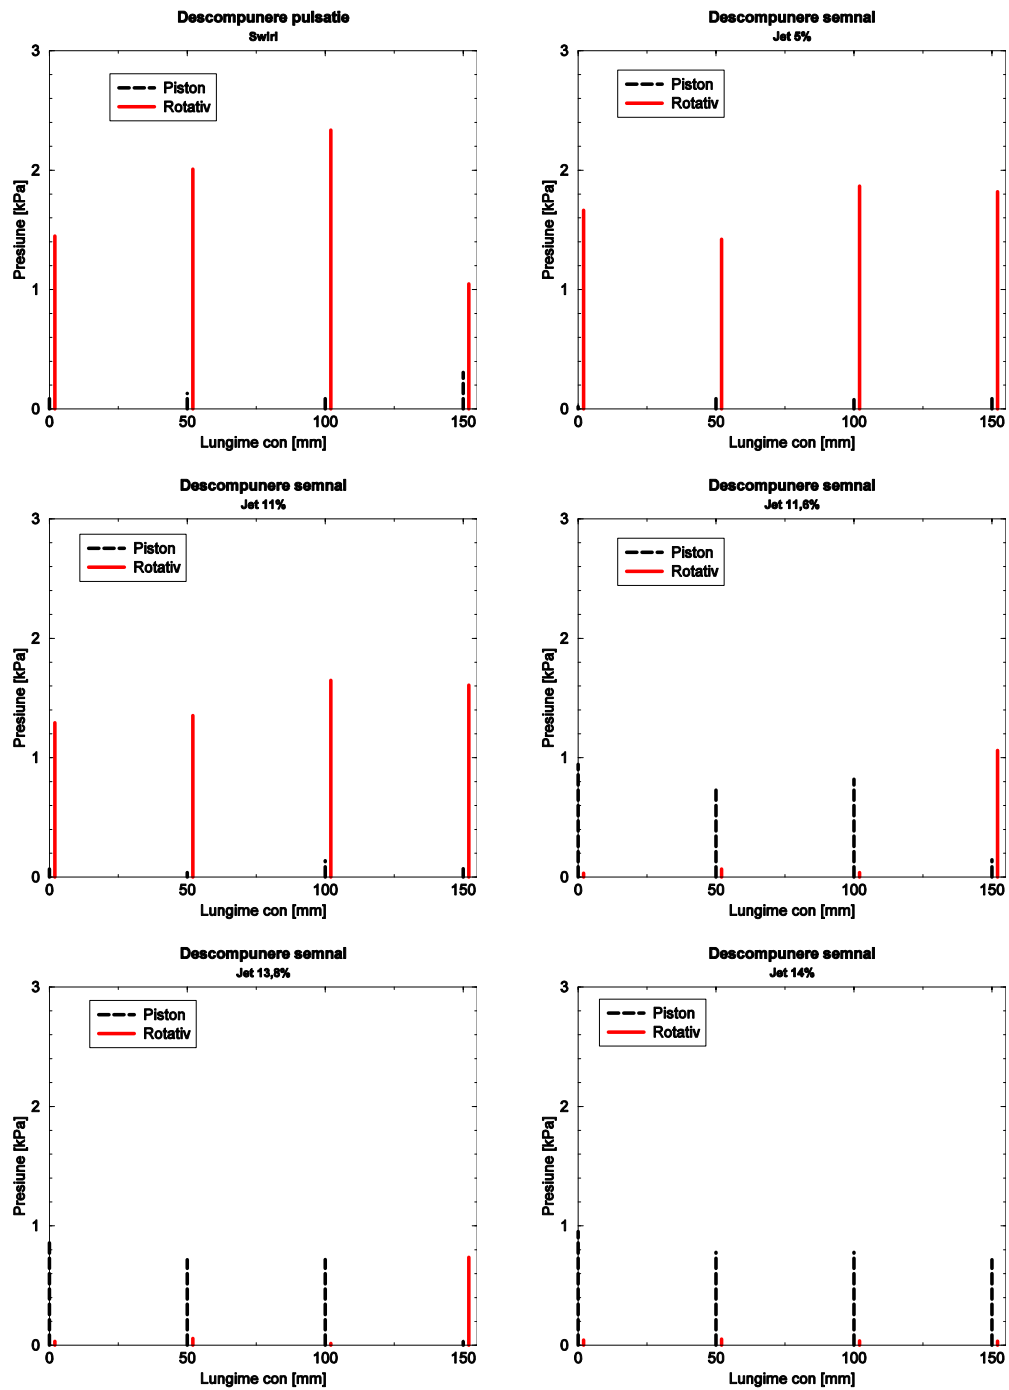 Descompunere pulsatie
Swirl
3
2
1
0
Presiune [kPa]
Piston
Rotativ
0 50 100 150
Lungime con [mm]
Descompunere semnal
Jet 5%
3
2
1
0
Presiune [kPa]
Piston
Rotativ
0 50 100 150
Lungime con [mm]
Descompunere semnal
Jet 11%
3
2
1
0
Presiune [kPa]
Piston
Rotativ
0 50 100 150
Lungime con [mm]
Descompunere semnal
Jet 11,6%
3
2
1
0
Presiune [kPa]
Piston
Rotativ
0 50 100 150
Lungime con [mm]
Descompunere semnal
Jet 13,8%
3
2
1
0
Presiune [kPa]
Piston
Rotativ
0 50 100 150
Lungime con [mm]
Descompunere semnal
Jet 14%
3
2
1
0
Presiune [kPa]
Piston
Rotativ
0 50 100 150
Lungime con [mm]